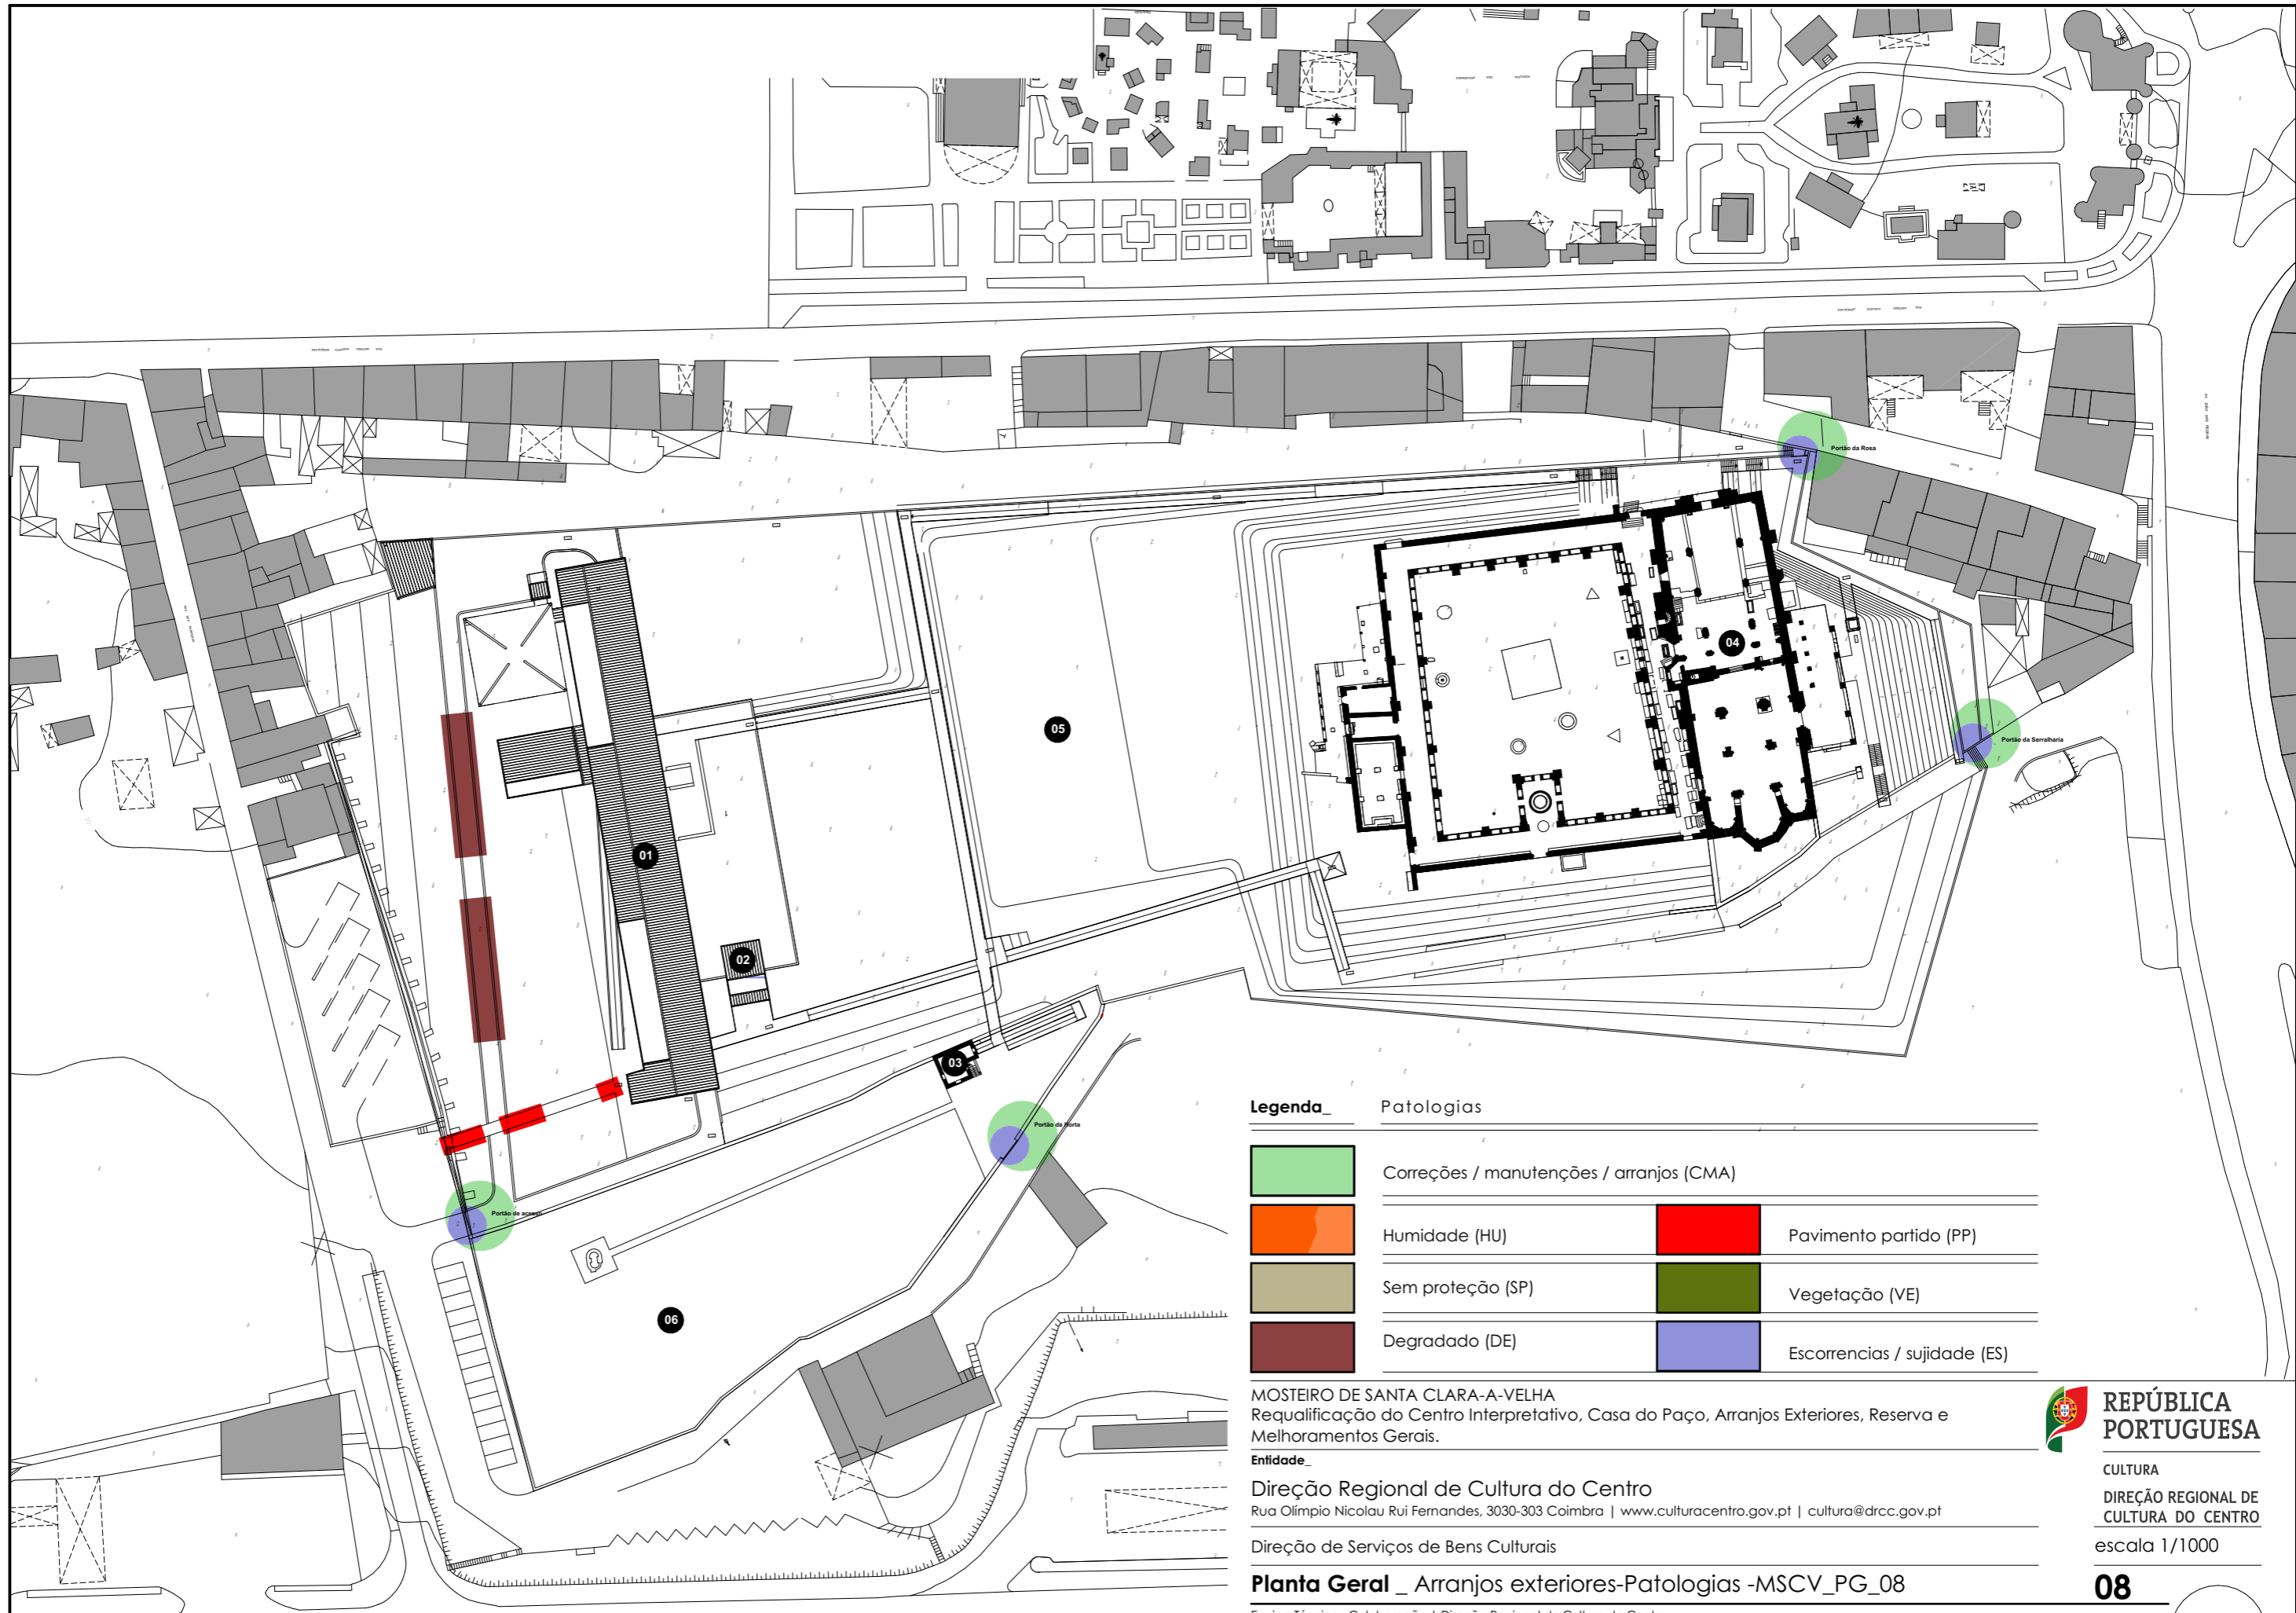 Portão da Rosa
04
05
Portão da Serralharia
01
02
03
Portão da Horta
Portão de acesso
06
Legenda_ Patologias
Correções / manutenções / arranjos (CMA)
Humidade (HU) Pavimento partido (PP)
Sem proteção (SP) Vegetação (VE)
Degradado (DE) Escorrencias / sujidade (ES)
MOSTEIRO DE SANTA CLARA-A-VELHA
Requalificação do Centro Interpretativo, Casa do Paço, Arranjos Exteriores, Reserva e
Melhoramentos Gerais.
Entidade_
Direção Regional de Cultura do Centro
Rua Olímpio Nicolau Rui Fernandes, 3030-303 Coimbra | www.culturacentro.gov.pt | cultura@drcc.gov.pt
Direção de Serviços de Bens Culturais
Planta Geral _ Arranjos exteriores-Patologias -MSCV_PG_08
REPÚBLICA
PORTUGUESA
CULTURA
DIREÇÃO REGIONAL DE
CULTURA DO CENTRO
escala 1/1000
08